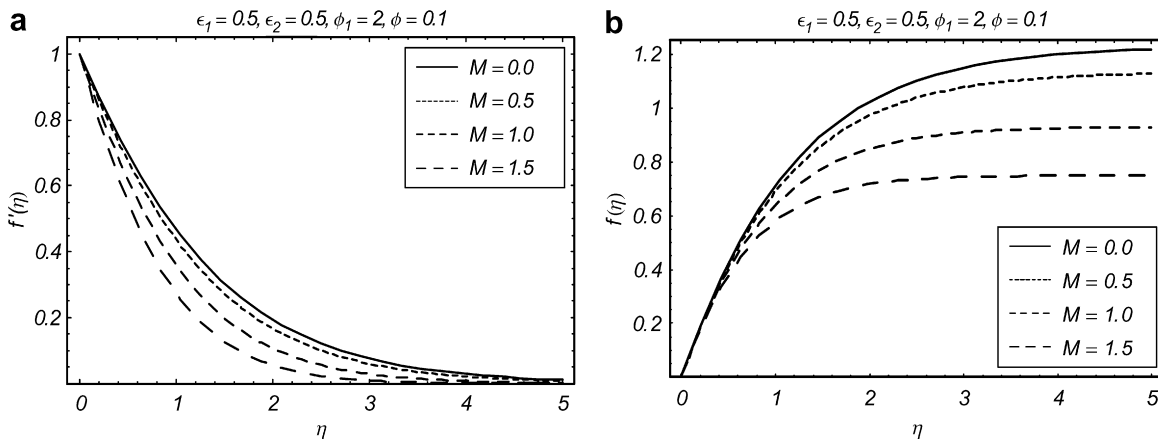 a
ϵ₁ = 0.5, ϵ₂ = 0.5, ϕ₁ = 2, ϕ = 0.1
M = 0.0
M = 0.5
M = 1.0
M = 1.5
f'(η)
1
0.8
0.6
0.4
0.2
0 1 2 3 4 5
η
b
ϵ₁ = 0.5, ϵ₂ = 0.5, ϕ₁ = 2, ϕ = 0.1
f(η)
1.2
1
0.8
0.6
0.4
0.2
M = 0.0
M = 0.5
M = 1.0
M = 1.5
0 1 2 3 4 5
η